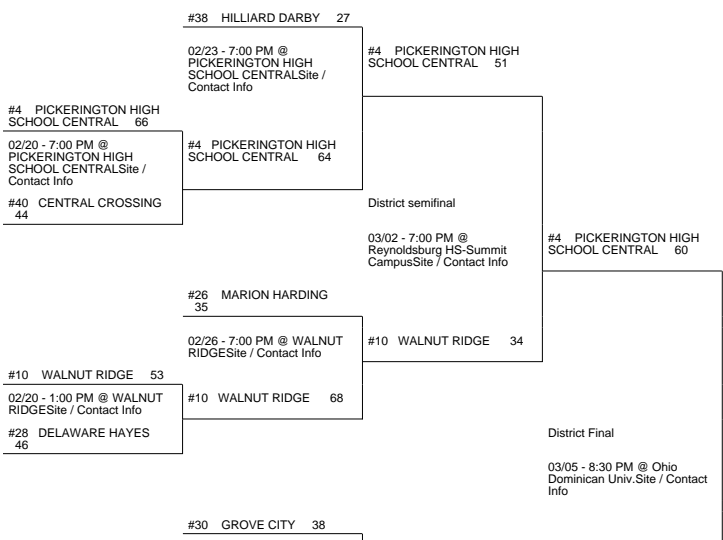 #38 HILLIARD DARBY 27
02/23 - 7:00 PM @
PICKERINGTON HIGH
SCHOOL CENTRALSite /
Contact Info
#4 PICKERINGTON HIGH
SCHOOL CENTRAL 51
#4 PICKERINGTON HIGH
SCHOOL CENTRAL 66
02/20 - 7:00 PM @
PICKERINGTON HIGH
SCHOOL CENTRALSite /
Contact Info
#4 PICKERINGTON HIGH
SCHOOL CENTRAL 64
#40 CENTRAL CROSSING
44
District semifinal
03/02 - 7:00 PM @
Reynoldsburg HS-Summit
CampusSite / Contact Info
#4 PICKERINGTON HIGH
SCHOOL CENTRAL 60
#26 MARION HARDING
35
02/26 - 7:00 PM @ WALNUT
RIDGESite / Contact Info
#10 WALNUT RIDGE 34
#10 WALNUT RIDGE 53
02/20 - 1:00 PM @ WALNUT
RIDGESite / Contact Info
#10 WALNUT RIDGE 68
#28 DELAWARE HAYES
46
District Final
03/05 - 8:30 PM @ Ohio
Dominican Univ.Site / Contact
Info
#30 GROVE CITY 38